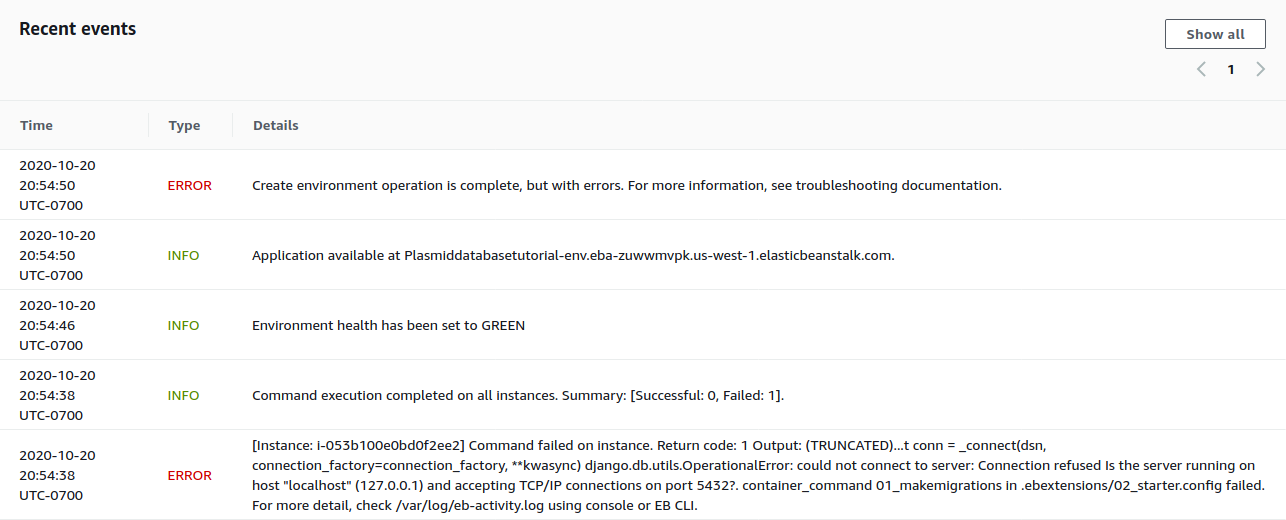 Recent events
Show all
1
Time Type Details
2020-10-20
20:54:50
UTC-0700
ERROR
Create environment operation is complete, but with errors. For more information, see troubleshooting documentation.
2020-10-20
20:54:50
UTC-0700
INFO
Application available at Plasmiddatabasetutorial-env.eba-zuwwmvpk.us-west-1.elasticbeanstalk.com.
2020-10-20
20:54:46
UTC-0700
INFO
Environment health has been set to GREEN
2020-10-20
20:54:38
UTC-0700
INFO
Command execution completed on all instances. Summary: [Successful: 0, Failed: 1].
2020-10-20
20:54:38
UTC-0700
ERROR
[Instance: i-053b100e0bd0f2ee2] Command failed on instance. Return code: 1 Output: (TRUNCATED)...t conn = _connect(dsn,
connection_factory=connection_factory, **kwasync) django.db.utils.OperationalError: could not connect to server: Connection refused Is the server running on
host "localhost" (127.0.0.1) and accepting TCP/IP connections on port 5432?. container_command 01_makemigrations in .ebextensions/02_starter.config failed.
For more detail, check /var/log/eb-activity.log using console or EB CLI.